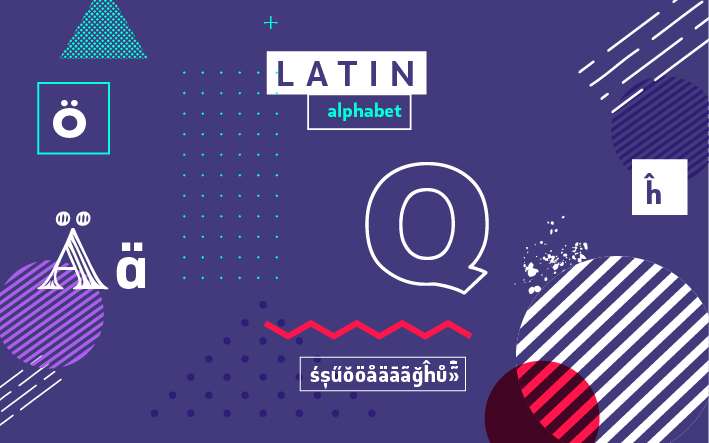 LATIN
alphabet
ö
Q
ĥ
Ä ä